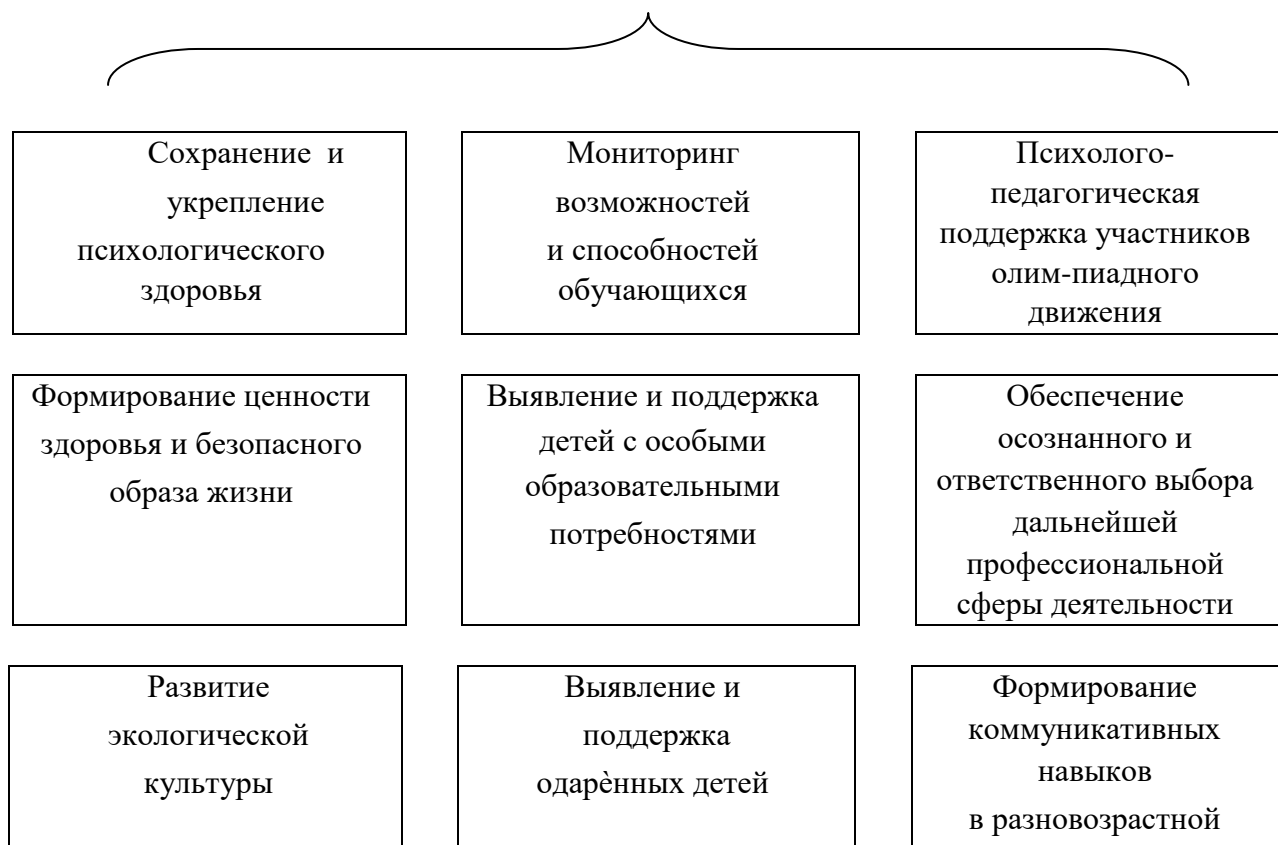 Сохранение и
укрепление
психологического
здоровья
Мониторинг
возможностей
и способностей
обучающихся
Психолого-
педагогическая
поддержка участников
олим-пиадного
движения
Формирование ценности
здоровья и безопасного
образа жизни
Выявление и поддержка
детей с особыми
образовательными
потребностями
Обеспечение
осознанного и
ответственного выбора
дальнейшей
профессиональной
сферы деятельности
Развитие
экологической
культуры
Выявление и
поддержка
одарѐнных детей
Формирование
коммуникативных
навыков
в разновозрастной